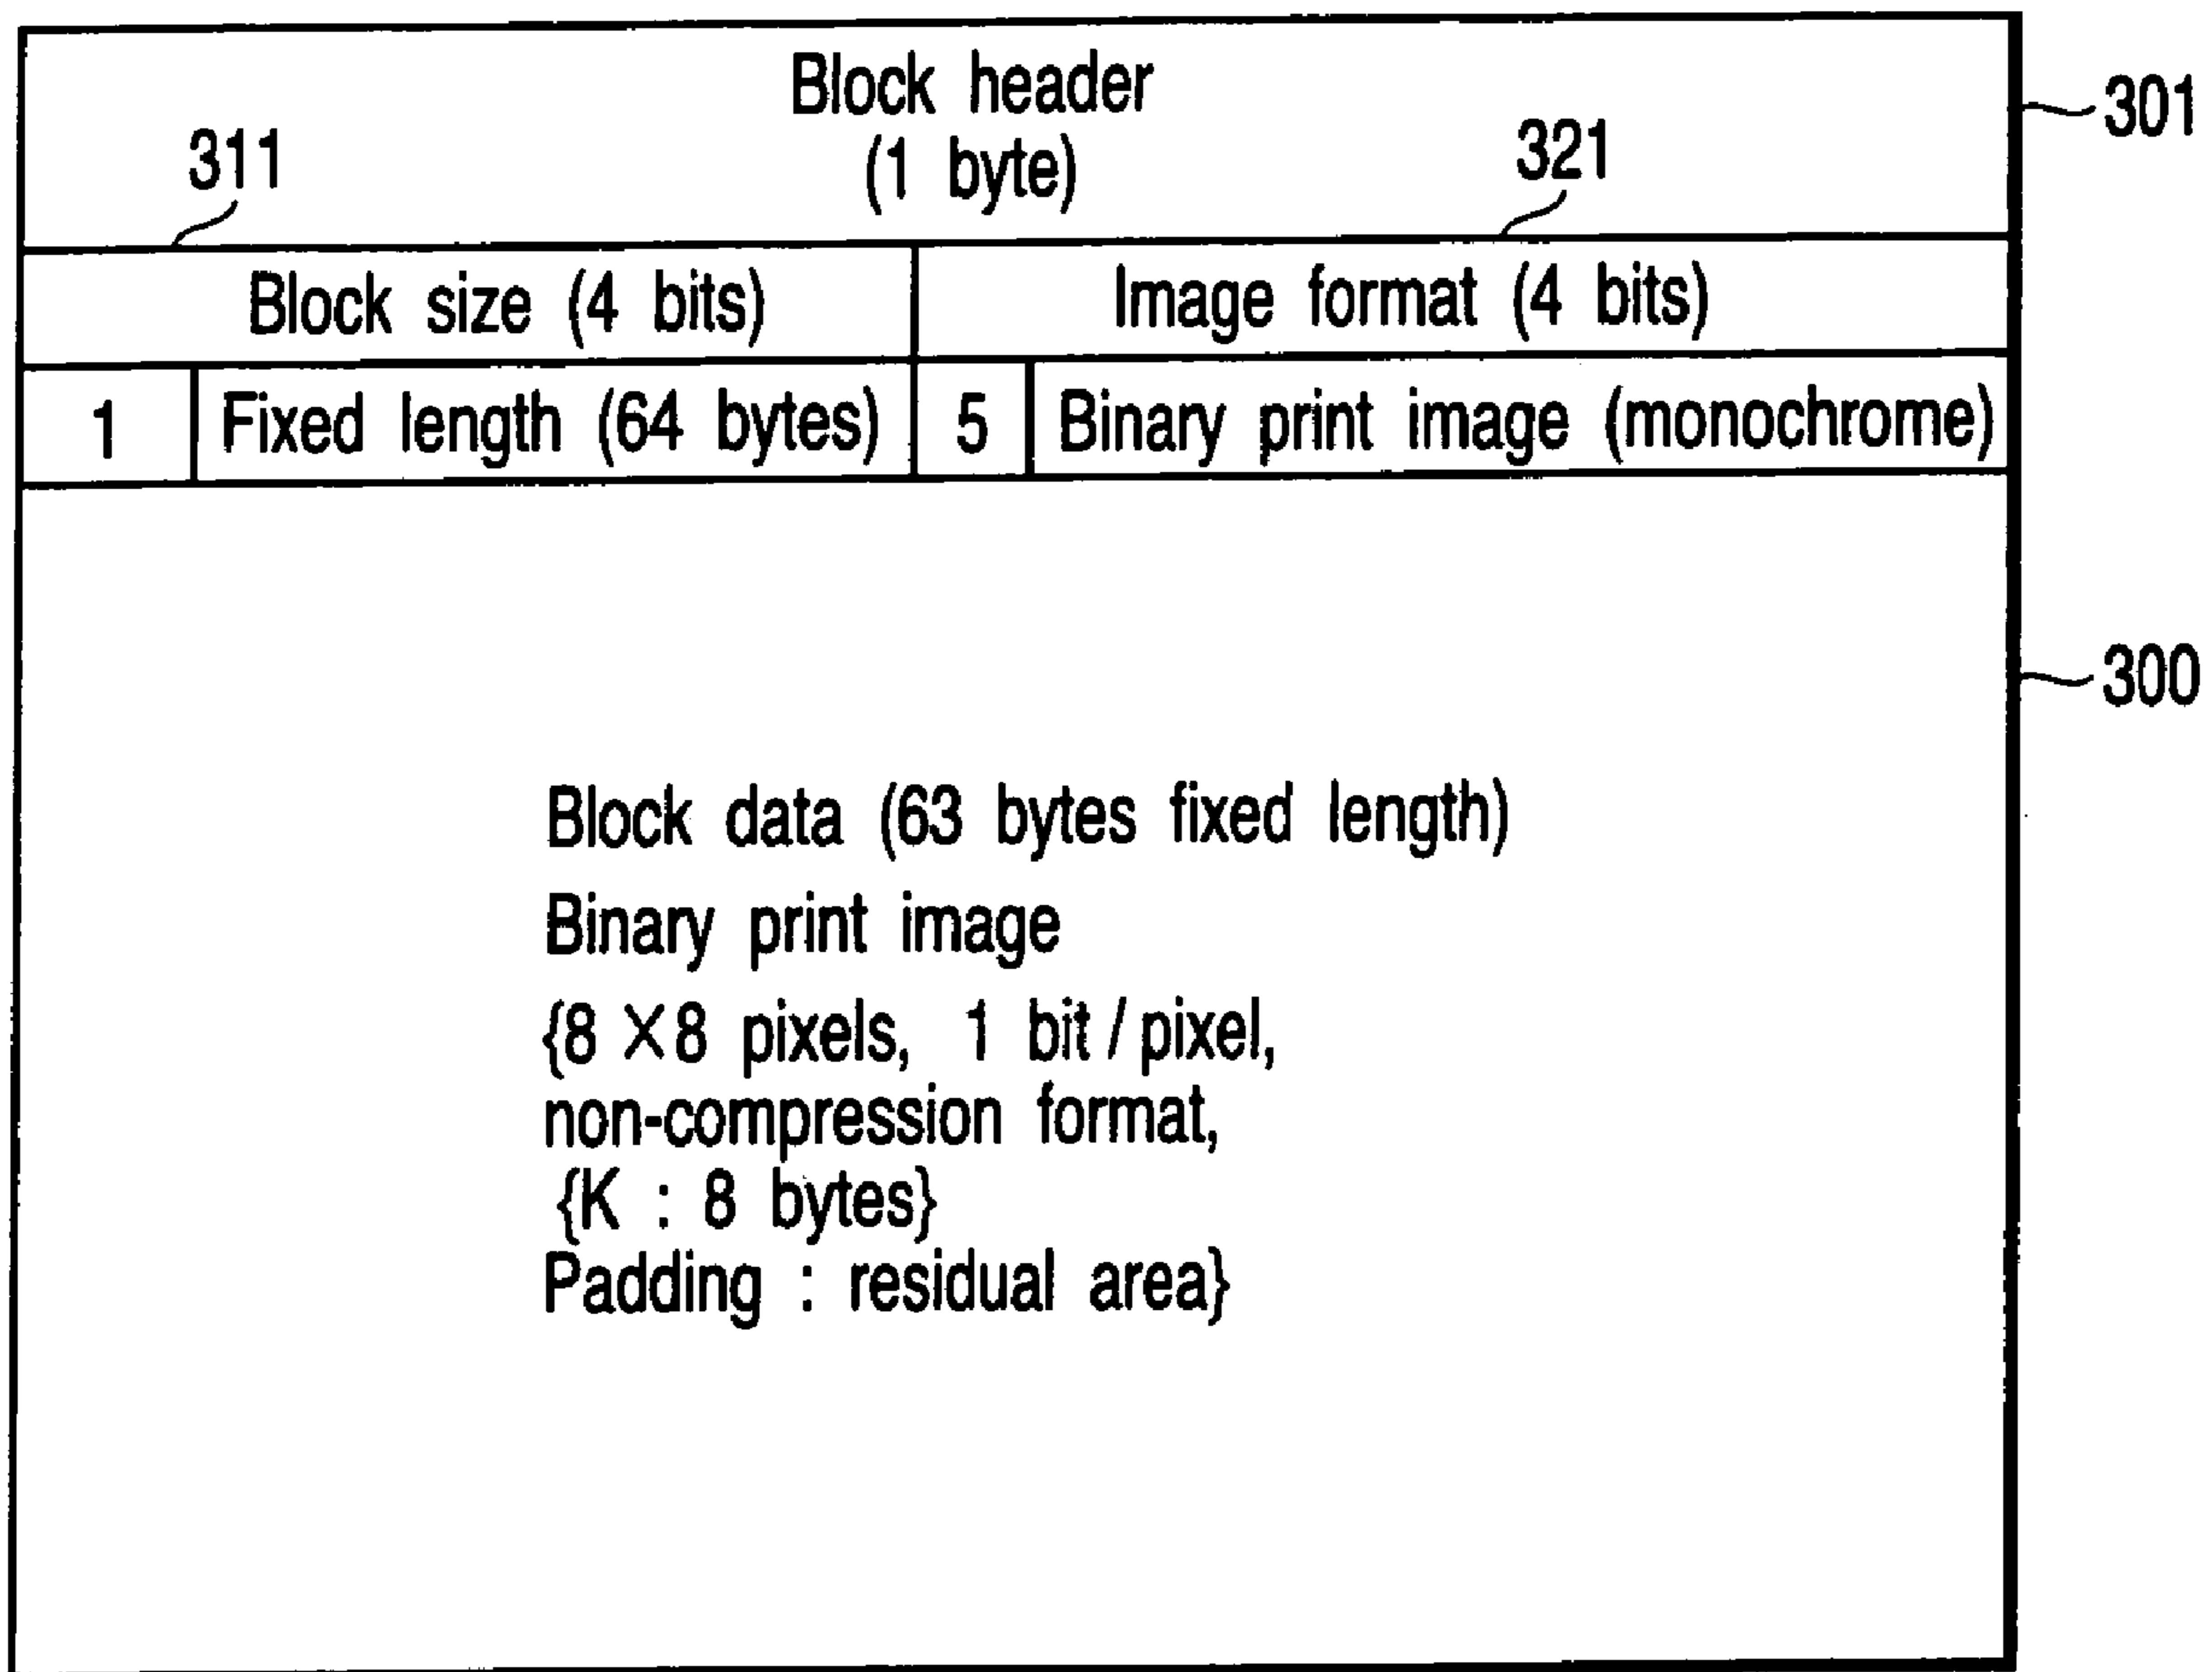 Block header
301
311
(1 byte)
321
Block size (4 bits)
Image format (4 bits)
1
Fixed length (64 bytes)
5
Binary print image (monochrome)
300
Block data (63 bytes fixed length)
Binary print image
{8 ×8 pixels, 1 bit / pixel,
non-compression format,
{K : 8 bytes}
Padding : residual area}